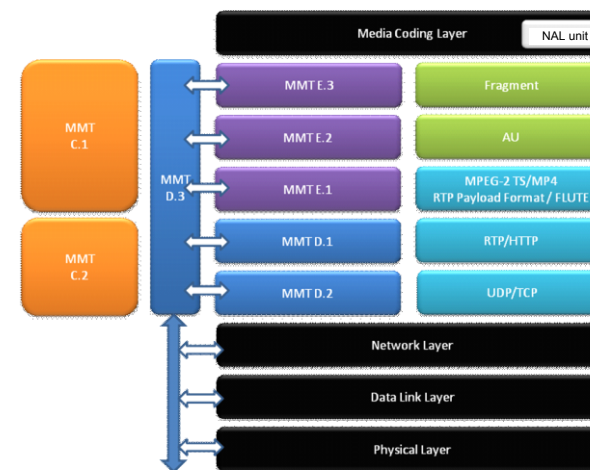 Media Coding Layer
NAL unit
MMT
C.1
MMT
C.2
MMT
D.3
MMT E.3
Fragment
MMT E.2
AU
MMT E.1
MPEG-2 TS/MP4
RTP Payload Format / FLUTE
MMT D.1
RTP/HTTP
MMT D.2
UDP/TCP
Network Layer
Data Link Layer
Physical Layer